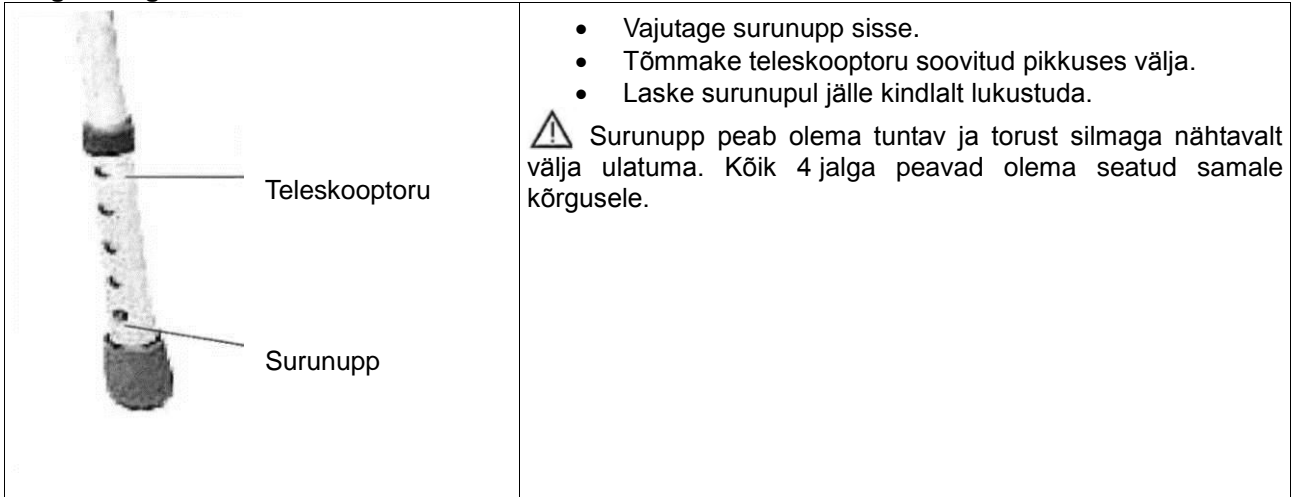 • Vajutage surunupp sisse.
• Tõmmake teleskooptoru soovitud pikkuses välja.
• Laske surunupul jälle kindlalt lukustuda.
⚠ Surunupp peab olema tuntav ja torust silmaga nähtavalt
välja ulatuma. Kõik 4 jalga peavad olema seatud samale
kõrgusele.
Teleskooptoru
Surunupp